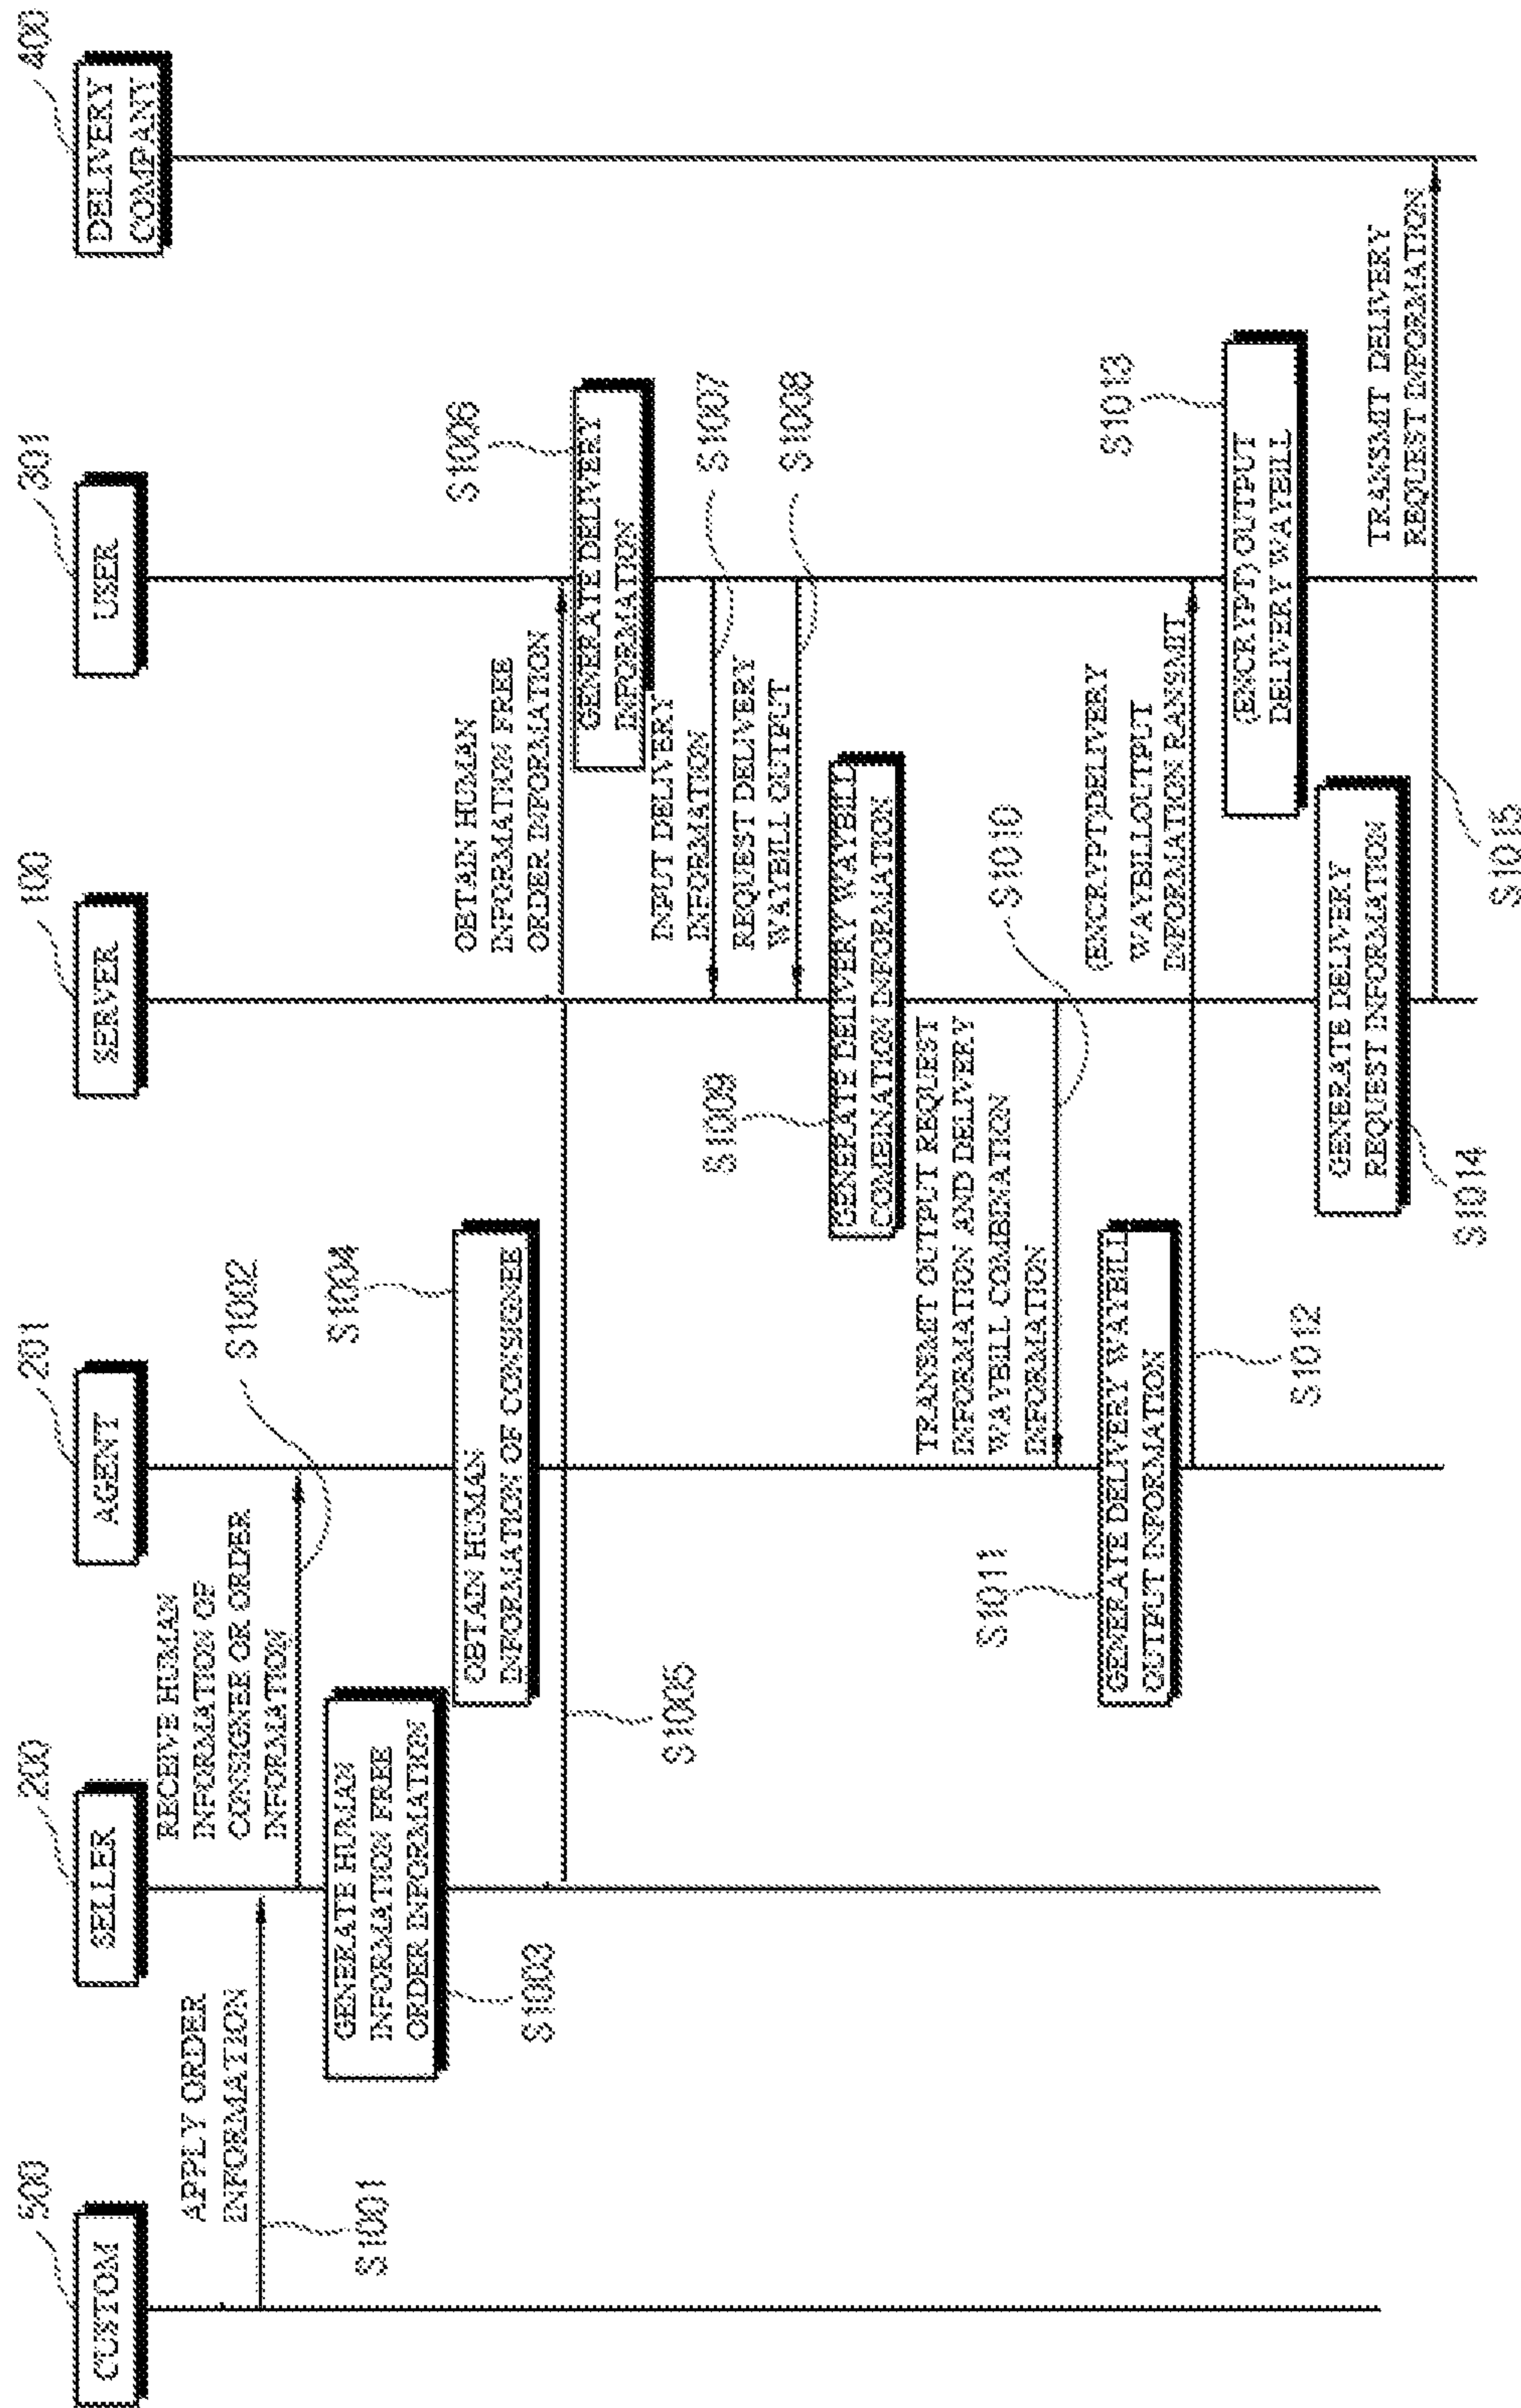 500
CUSTOM
200
SELLER
201
AGENT
100
SERVER
301
USER
400
DELIVERY
COMPANY
APPLY ORDER
INFORMATION
S1001
RECEIVE HUMAN
INFORMATION OF
CONSIGNEE OR ORDER
INFORMATION
S1002
GENERATE HUMAN
INFORMATION FREE
ORDER INFORMATION
S1003
OBTAIN HUMAN
INFORMATION OF CONSIGNEE
S1004
S1005
OBTAIN HUMAN
INFORMATION FREE
ORDER INFORMATION
GENERATE DELIVERY
INFORMATION
S1006
INPUT DELIVERY
INFORMATION
S1007
REQUEST DELIVERY
WAYBILL OUTPUT
S1008
GENERATE DELIVERY WAYBILL
COMBINATION INFORMATION
S1009
TRANSMIT OUTPUT REQUEST
INFORMATION AND DELIVERY
WAYBILL COMBINATION
INFORMATION
S1010
GENERATE DELIVERY WAYBILL
OUTPUT INFORMATION
S1011
(ENCRYPT)DELIVERY
WAYBILLOUTPUT
INFORMATION RANSMIT
S1012
(ENCRYPT) OUTPUT
DELIVERY WAYBILL
S1013
GENERATE DELIVERY
REQUEST INFORMATION
S1014
TRANSMIT DELIVERY
REQUEST INFORMATION
S1015